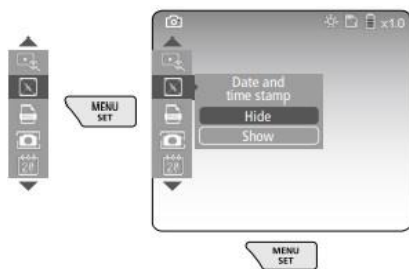 x1.0
Date and
time stamp
Hide
Show
MENU
SET
MENU
SET